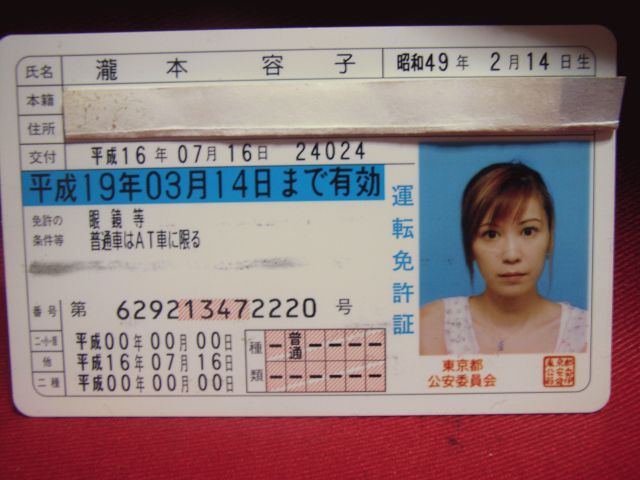 氏名 瀧本 容子 昭和49年 2月14日生
本籍
住所
交付 平成16年07月16日 24024
平成19年03月14日まで有効
免許の条件等 眼鏡等
普通車はAT車に限る
運転免許証
番号 第 629213472220 号
二・小・原 平成00年00月00日
他 平成16年07月16日
二種 平成00年00月00日
種類 － 普通 － － － －
－ － － － － －
東京都
公安委員会